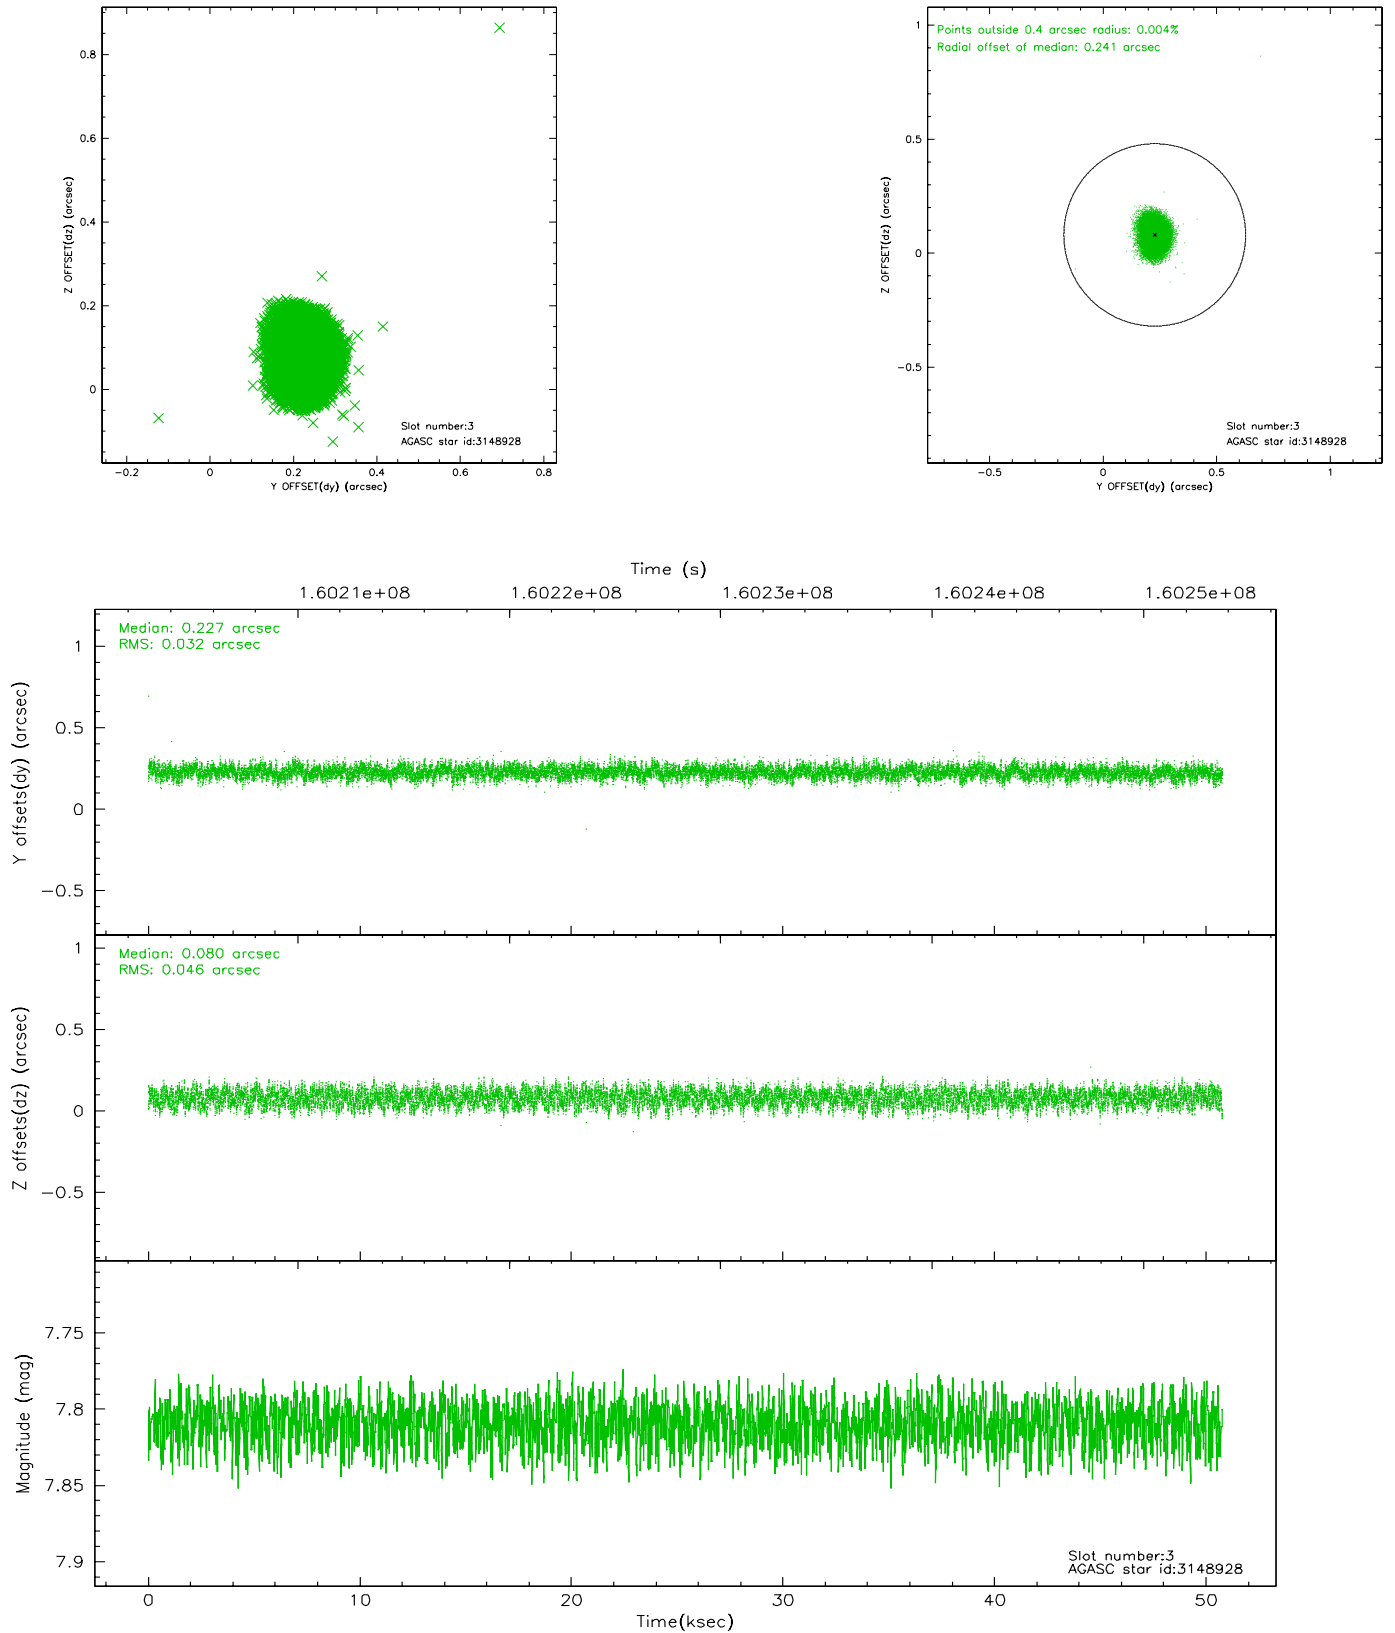 0.8
0.6
0.4
0.2
0
Z OFFSET(dz) (arcsec)
Slot number:3
AGASC star id:3148928
−0.2 0 0.2 0.4 0.6 0.8
Y OFFSET(dy) (arcsec)
Points outside 0.4 arcsec radius: 0.004%
Radial offset of median: 0.241 arcsec
1
0.5
0
−0.5
Z OFFSET(dz) (arcsec)
Slot number:3
AGASC star id:3148928
−0.5 0 0.5 1
Y OFFSET(dy) (arcsec)
Time (s)
1.6021e+08 1.6022e+08 1.6023e+08 1.6024e+08 1.6025e+08
Median: 0.227 arcsec
RMS: 0.032 arcsec
1
0.5
0
−0.5
Y offsets(dy) (arcsec)
Median: 0.080 arcsec
RMS: 0.046 arcsec
1
0.5
0
−0.5
Z offsets(dz) (arcsec)
7.75
7.8
7.85
7.9
Magnitude (mag)
Slot number:3
AGASC star id:3148928
0 10 20 30 40 50
Time(ksec)